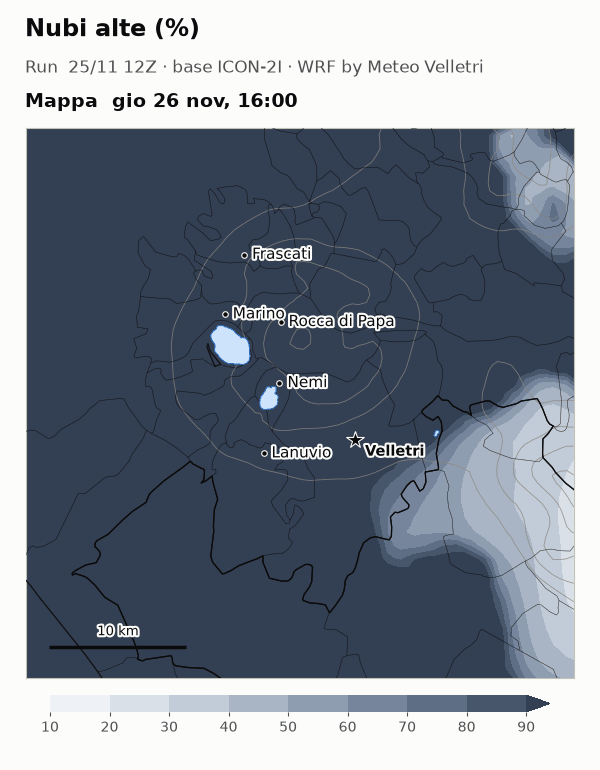 Nubi alte (%)
Run  25/11 12Z · base ICON-2I · WRF by Meteo Velletri
Mappa  gio 26 nov, 16:00
Frascati
Marino
Rocca di Papa
Nemi
Velletri
Lanuvio
10 km
10 20 30 40 50 60 70 80 90